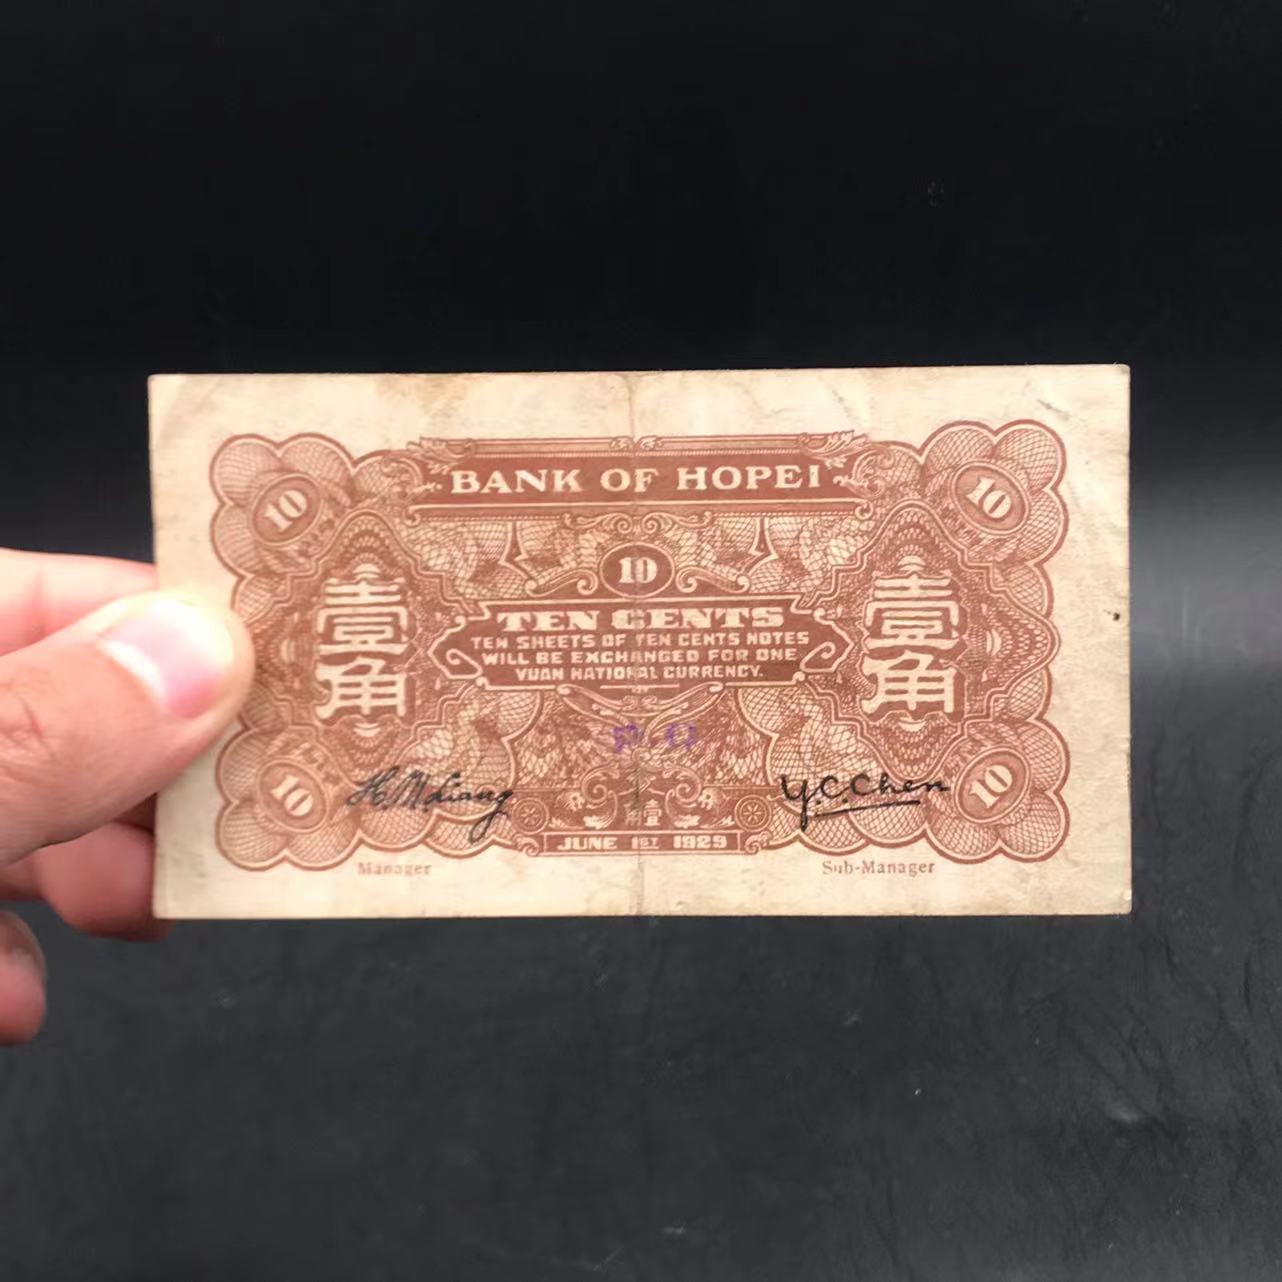 BANK OF HOPEI
10
10
10
壹角
壹角
TEN CENTS
TEN SHEETS OF TEN CENTS NOTES
WILL BE EXCHANGED FOR ONE
YUAN NATIONAL CURRENCY.
10
10
H.M.Liang
Y.C.Chen
JUNE 1ST 1929
Manager
Sub-Manager